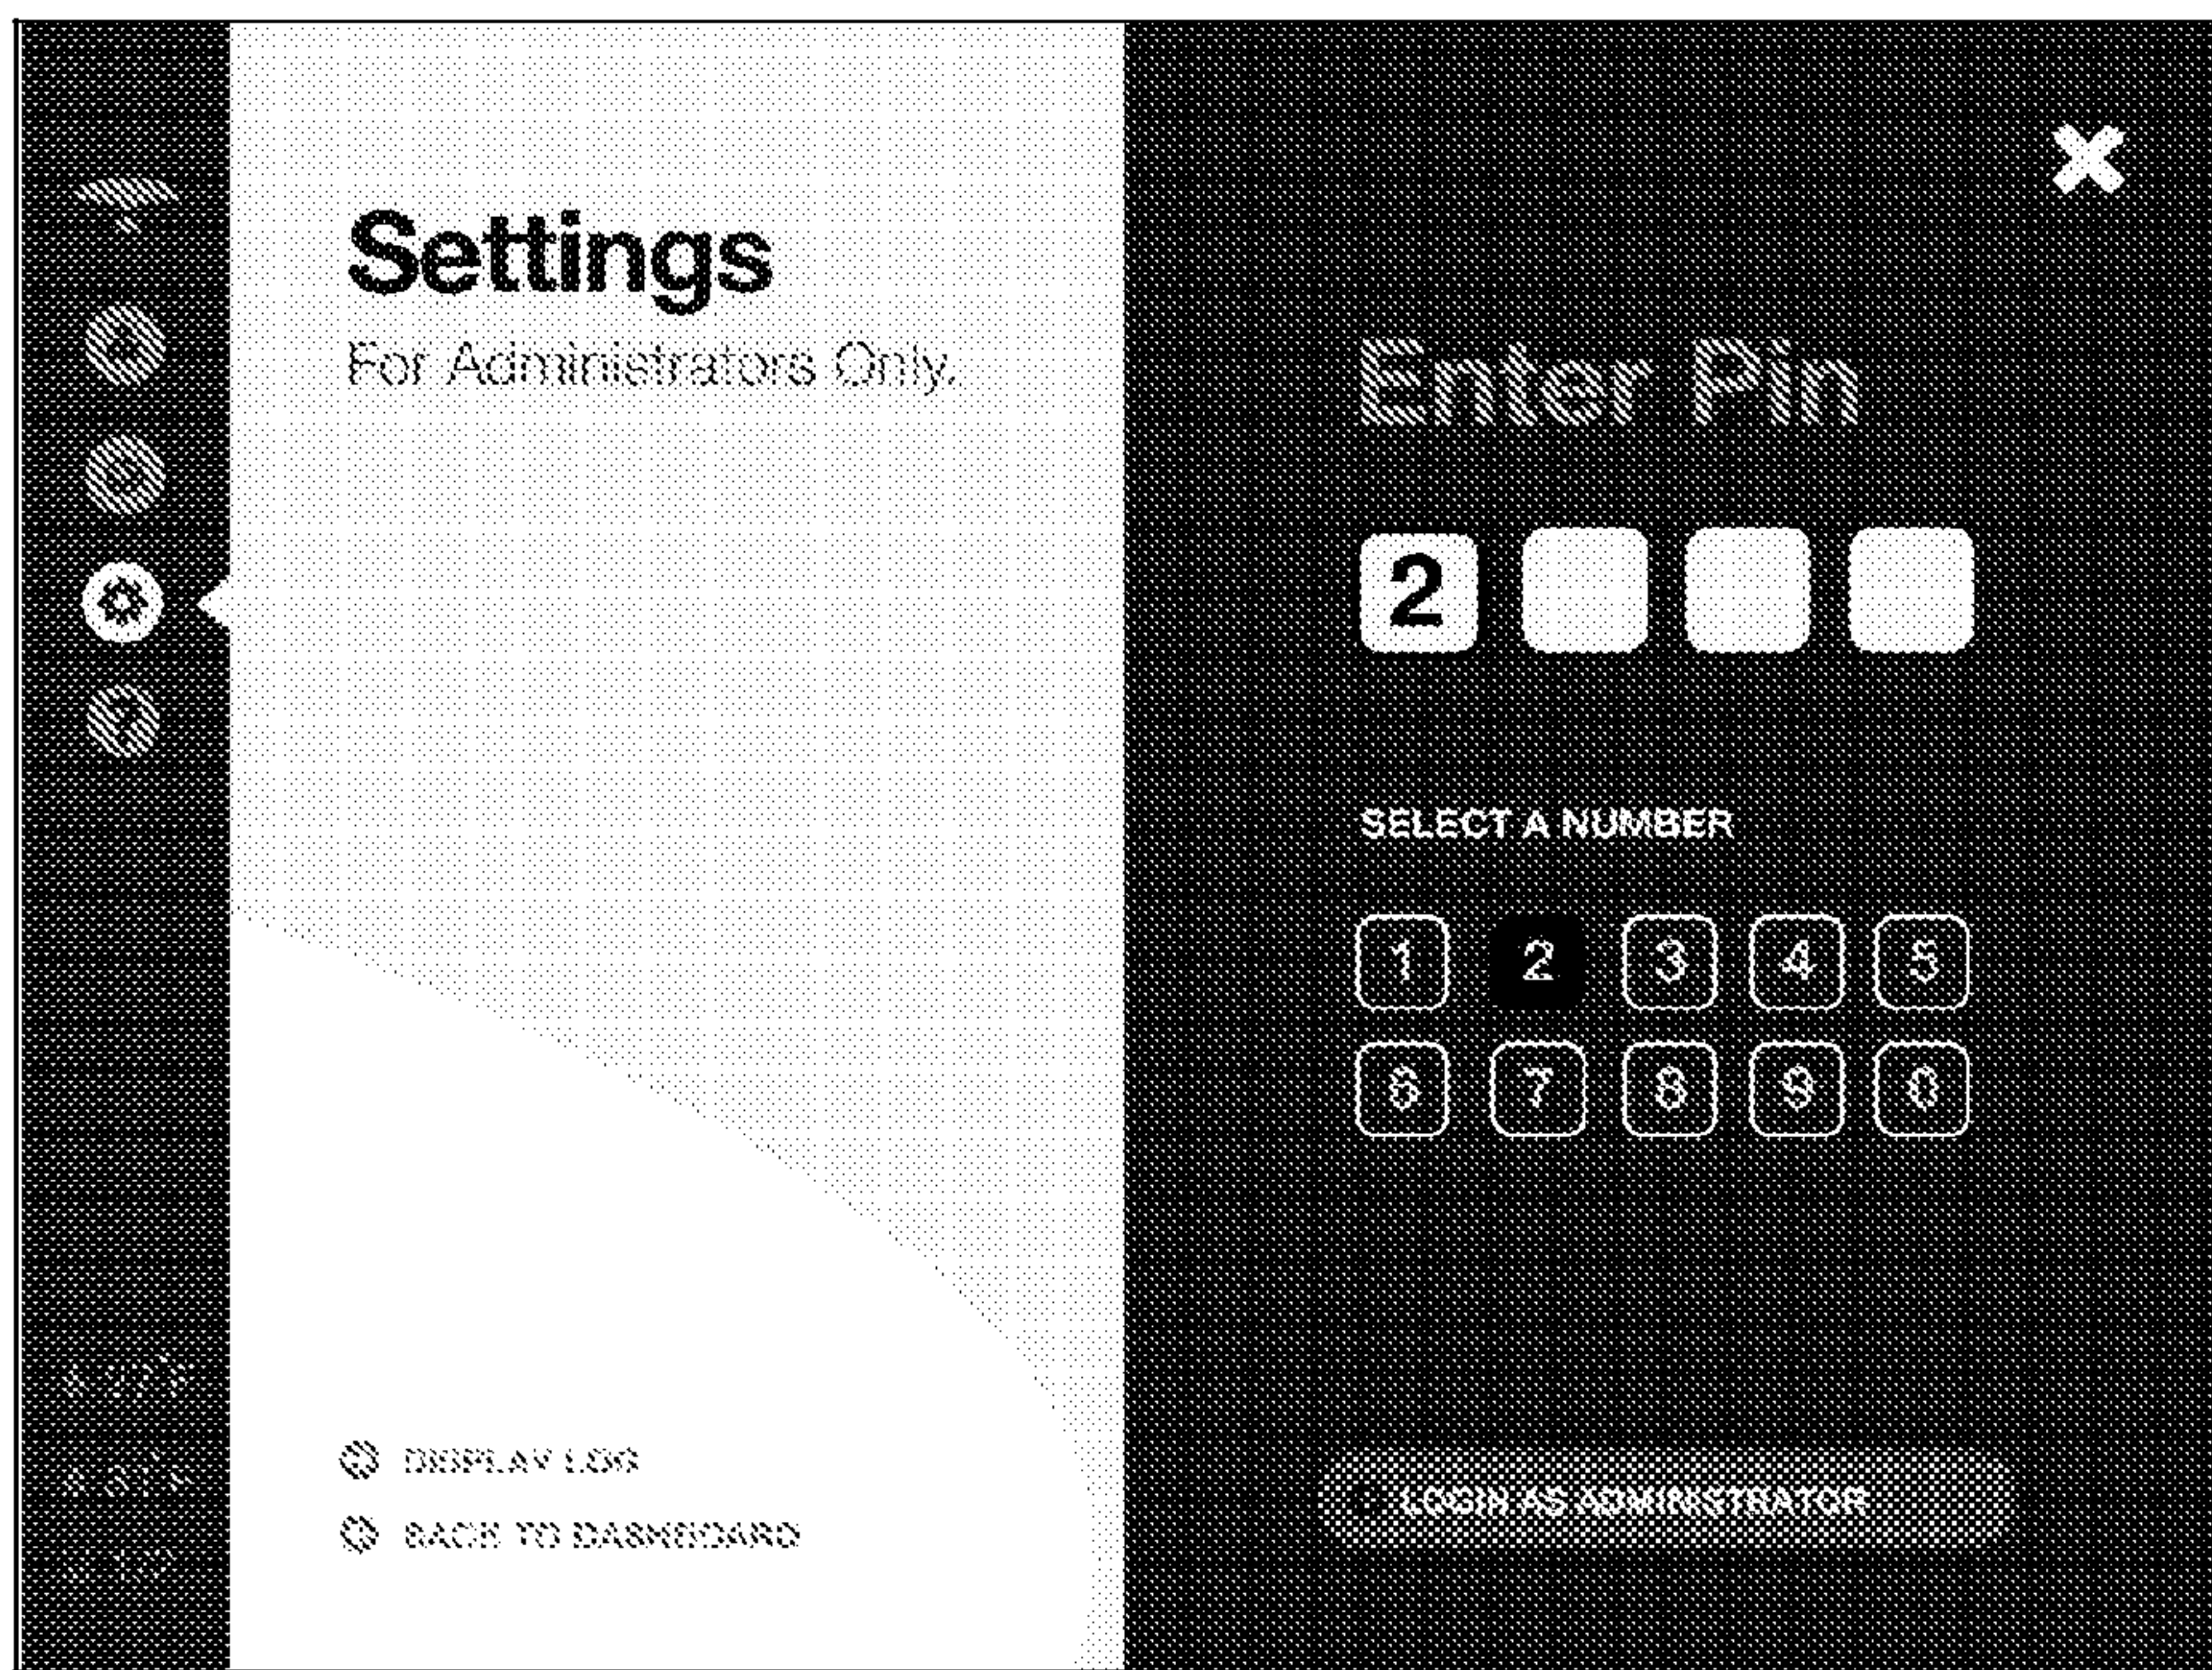 Settings
For Administrators Only.
DISPLAY LOG
BACK TO DASHBOARD
Enter Pin
2
SELECT A NUMBER
1 2 3 4 5
6 7 8 9 0
LOGIN AS ADMINISTRATOR
?